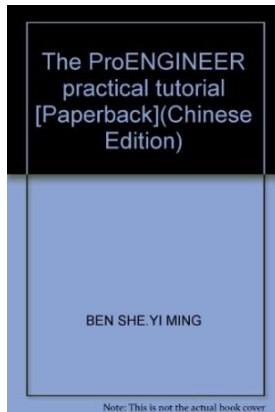 The ProENGINEER
practical tutorial
[Paperback](Chinese
Edition)
BEN SHE.YI MING
Note: This is not the actual book cover